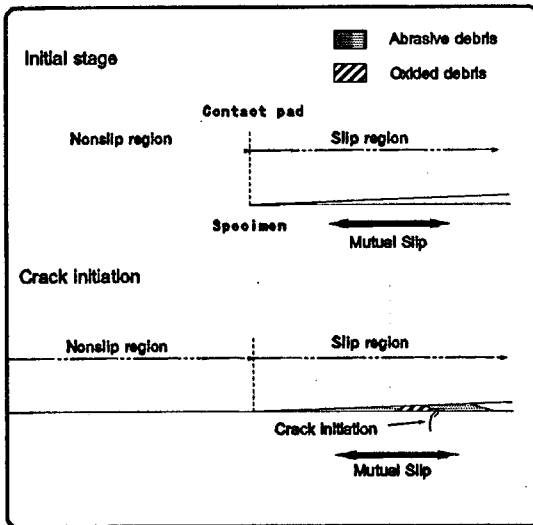 Abrasive debris
Initial stage
Oxided debris
Contact pad
Nonslip region
Slip region
Specimen
Mutual Slip
Crack initiation
Nonslip region
Slip region
Crack initiation
Mutual Slip